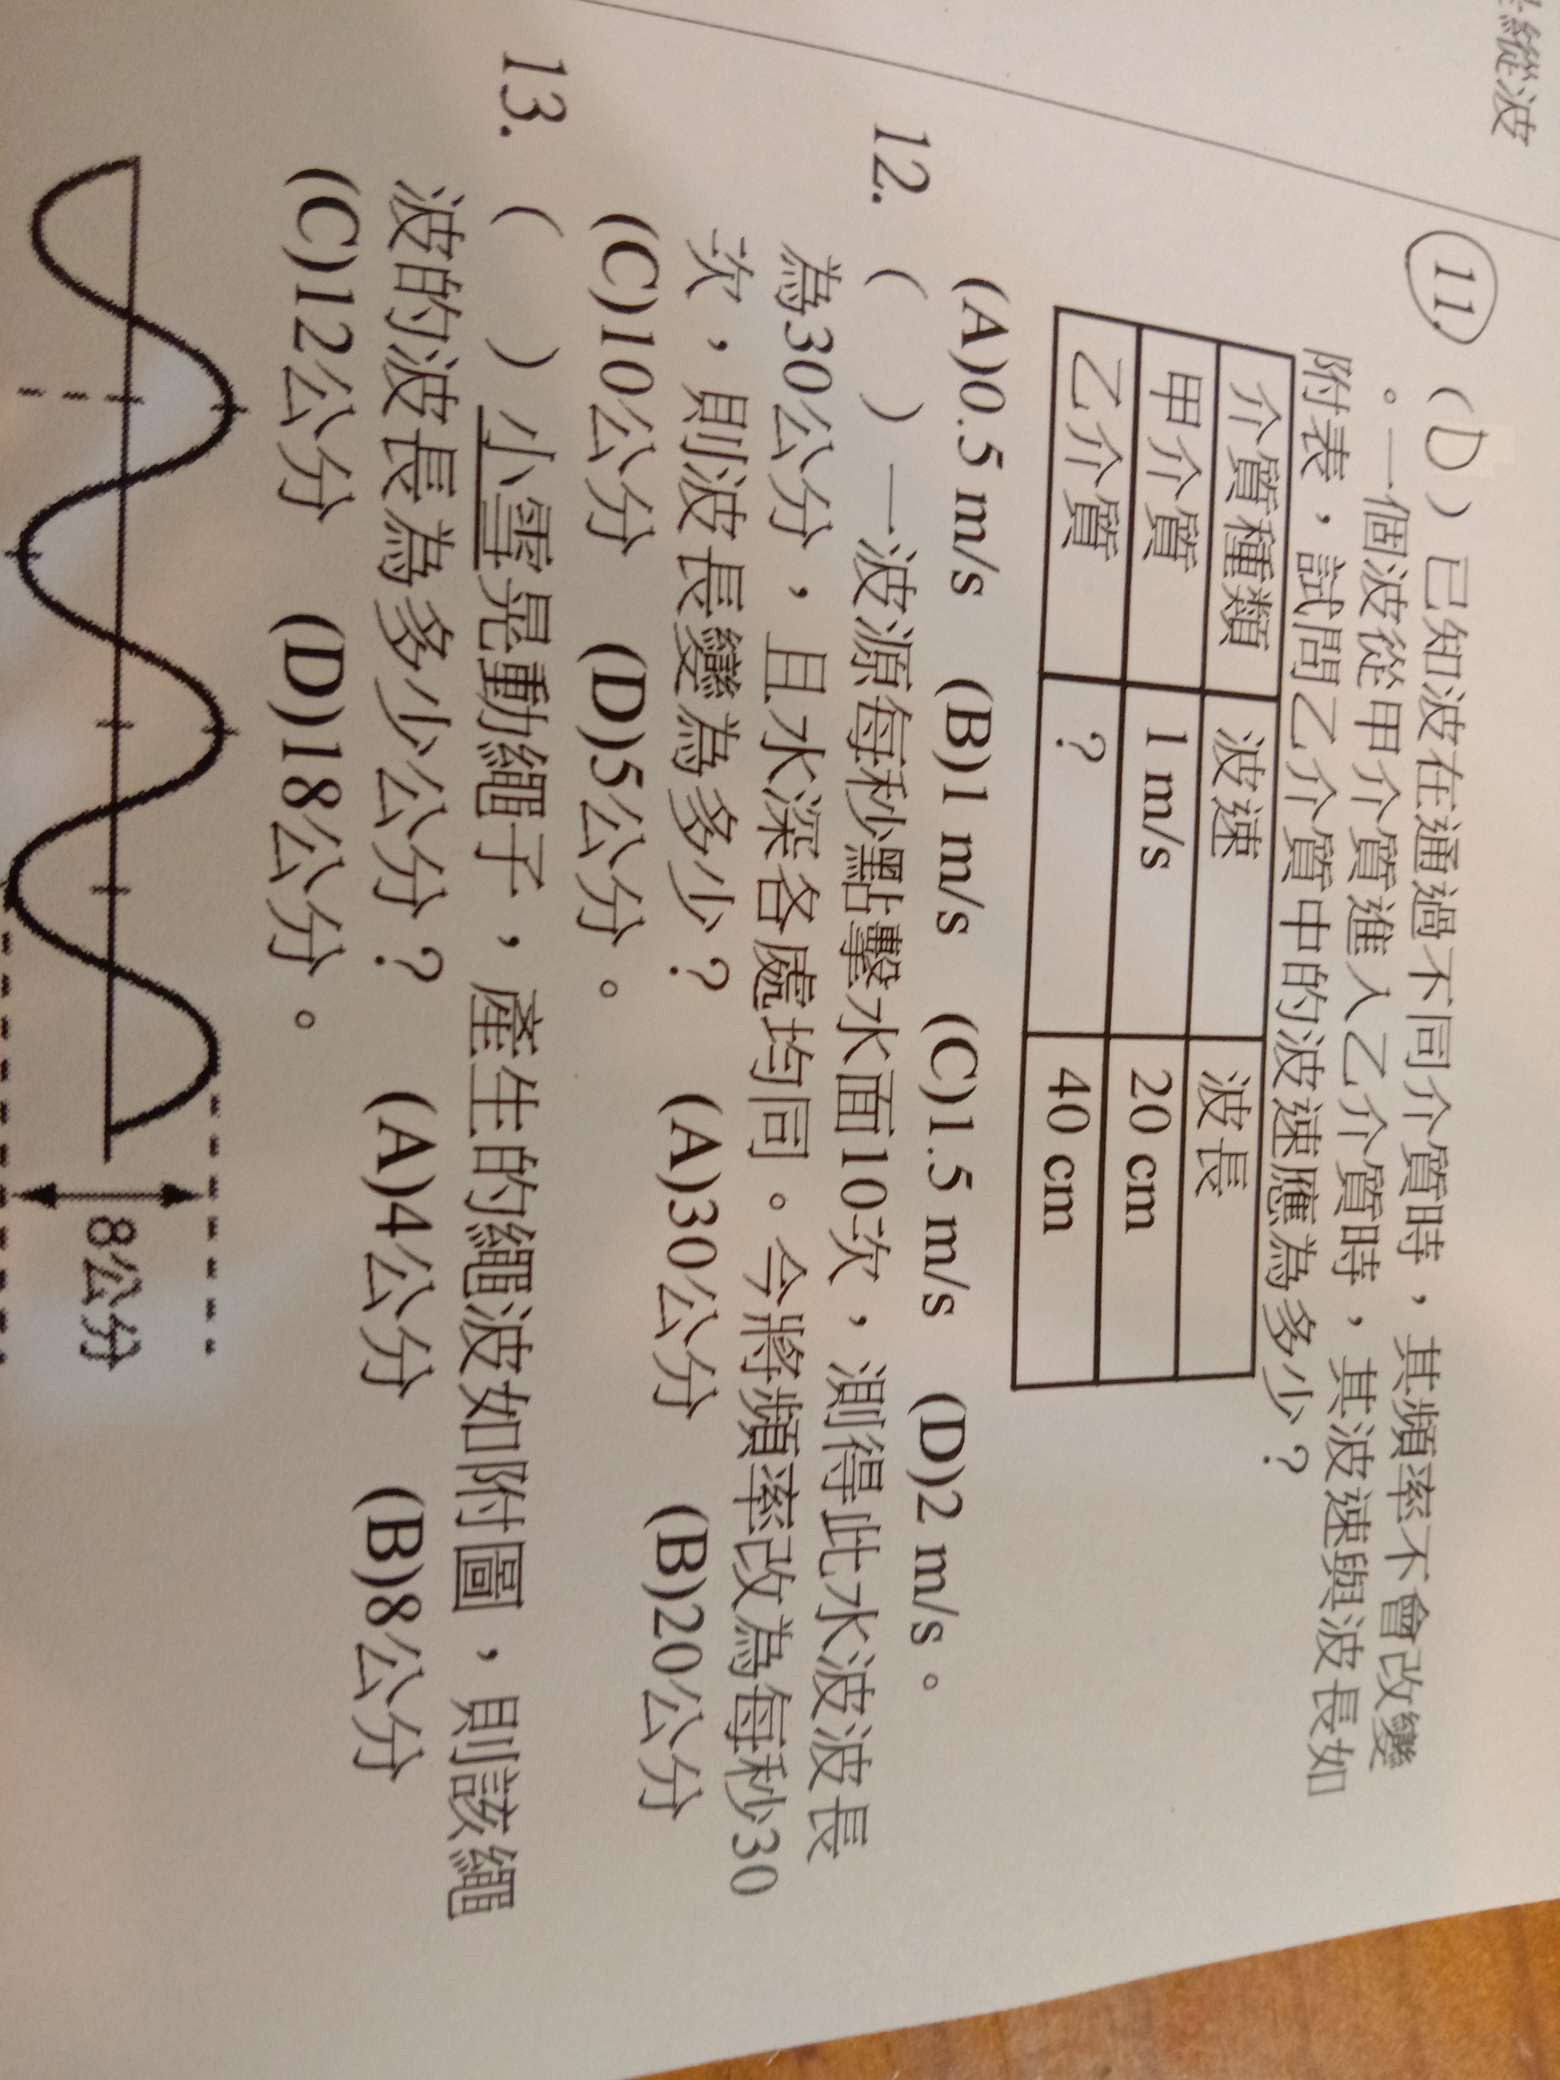 縱波
11. ( D ) 已知波在通過不同介質時，其頻率不會改變
。一個波從甲介質進入乙介質時，其波速與波長如
附表，試問乙介質中的波速應為多少？
介質種類 波速 波長
甲介質 1 m/s 20 cm
乙介質 ? 40 cm
(A)0.5 m/s (B)1 m/s (C)1.5 m/s (D)2 m/s。
12. ( ) 一波源每秒點擊水面10次，測得此水波波長
為30公分，且水深各處均同。今將頻率改為每秒30
次，則波長變為多少？ (A)30公分 (B)20公分
(C)10公分 (D)5公分。
13. ( ) 小雪晃動繩子，產生的繩波如附圖，則該繩
波的波長為多少公分？ (A)4公分 (B)8公分
(C)12公分 (D)18公分。
8公分